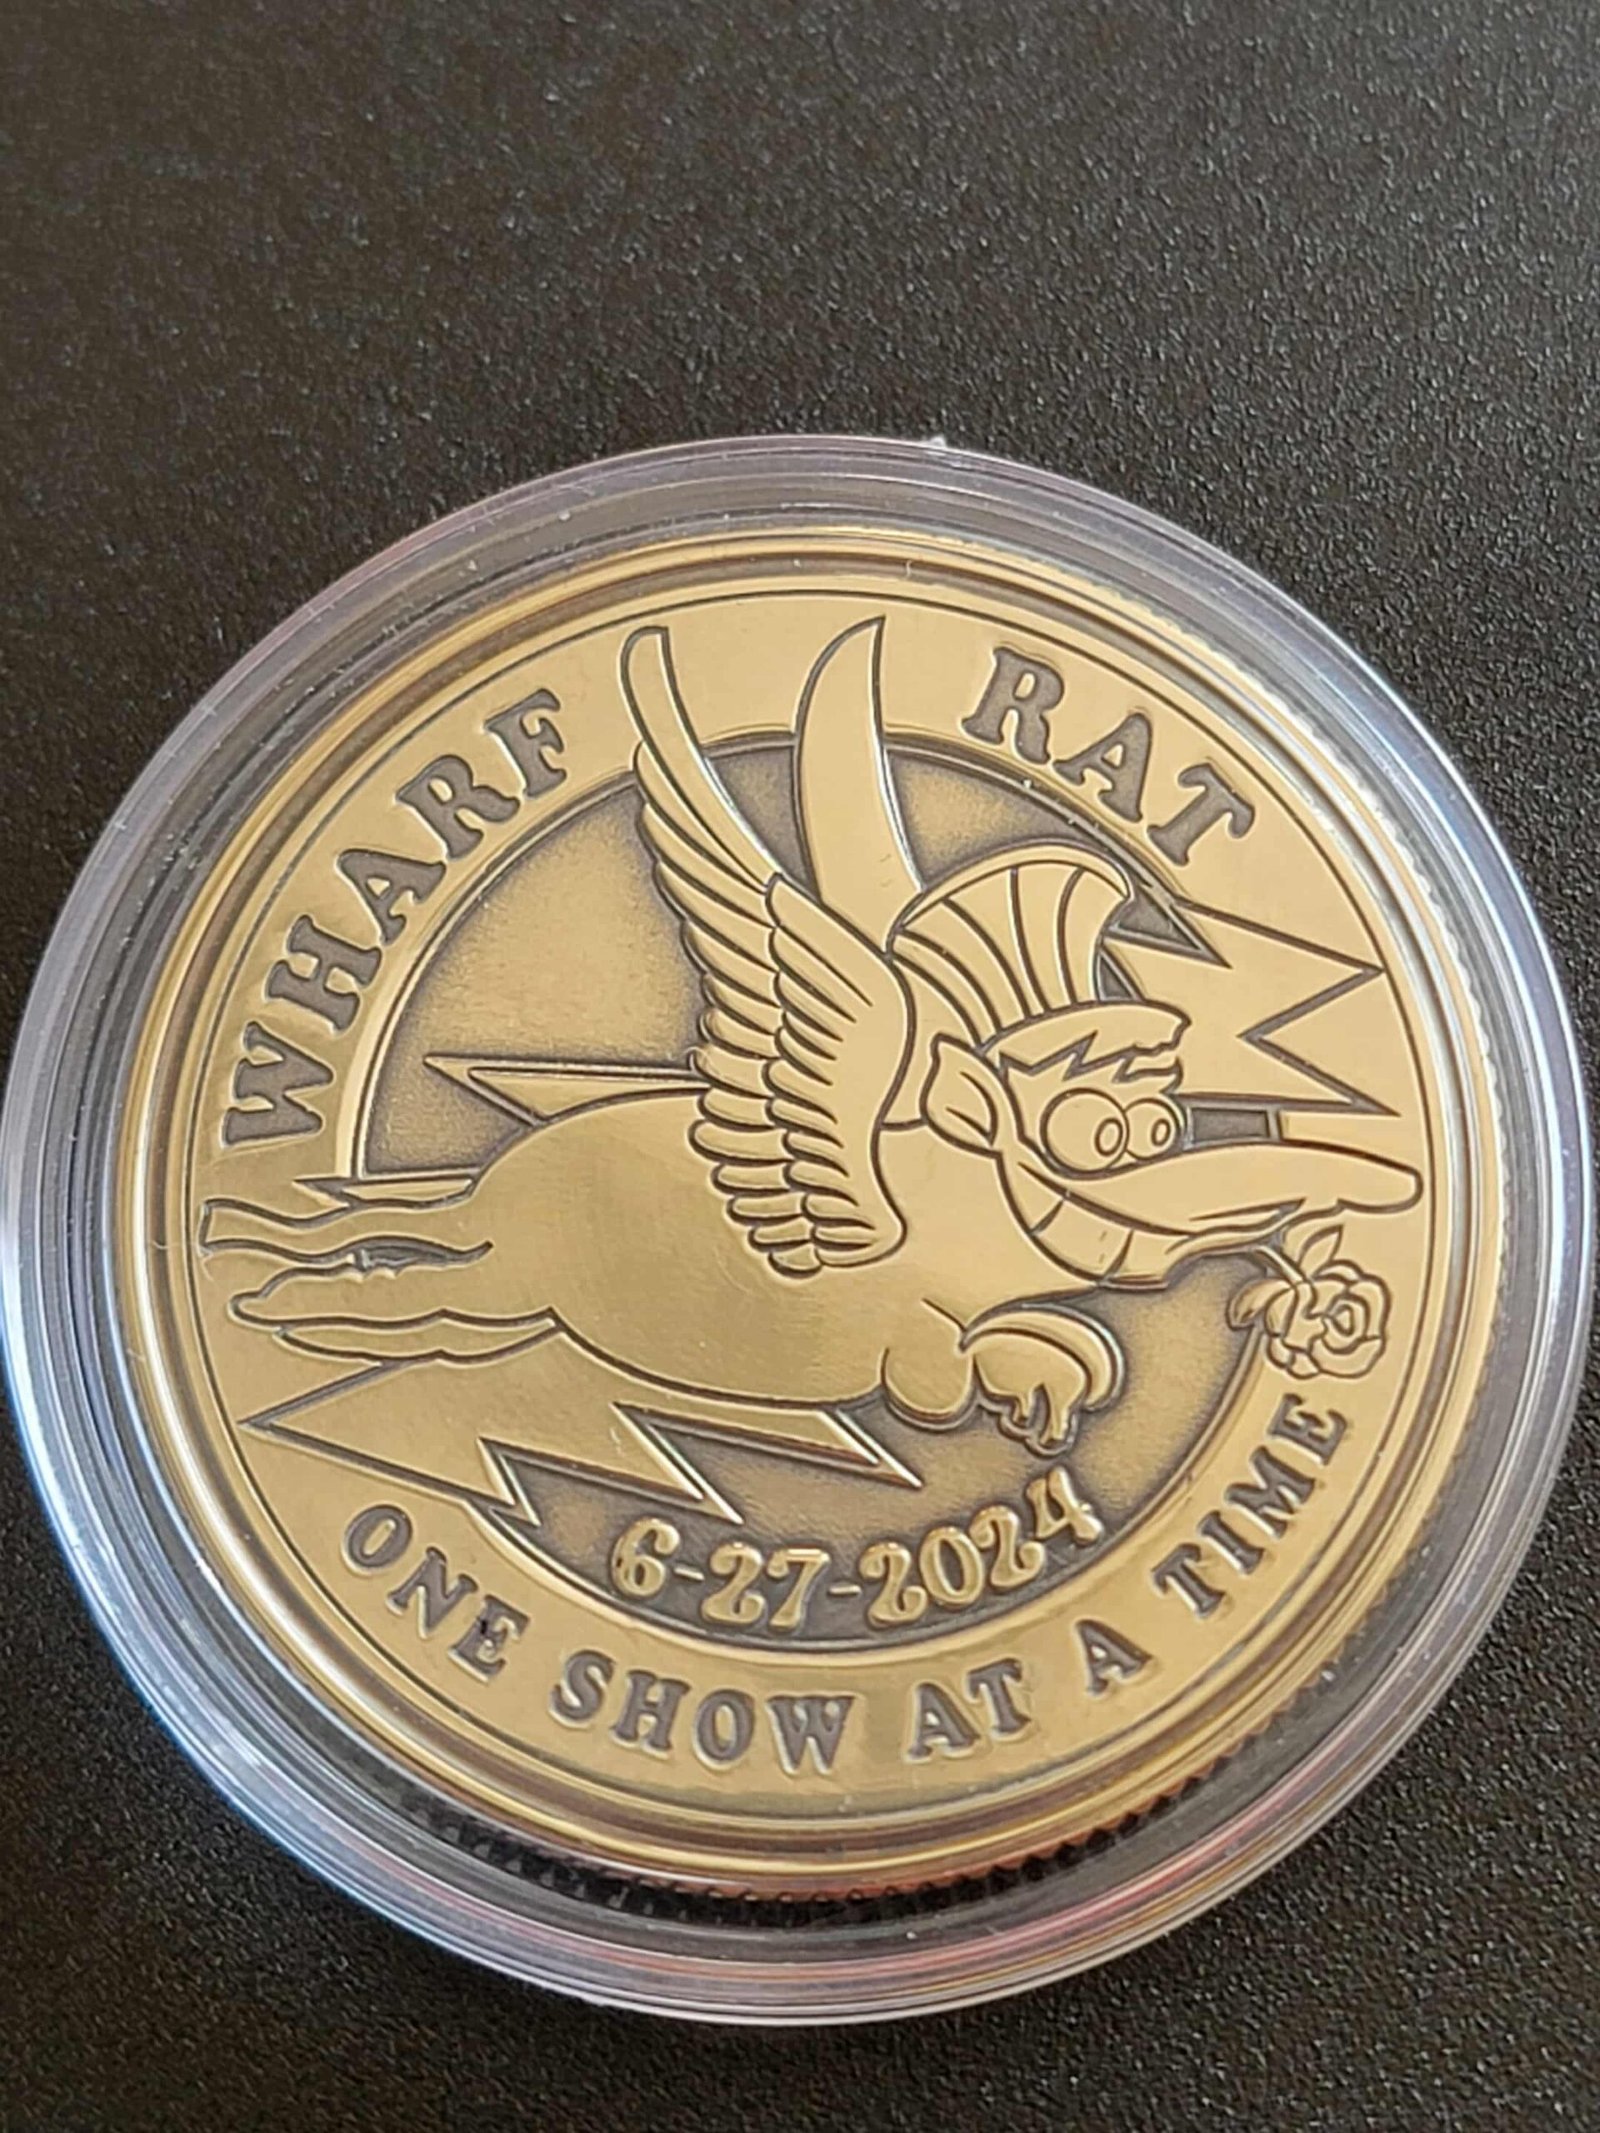 WHARF RAT
6-27-2024
ONE SHOW AT A TIME